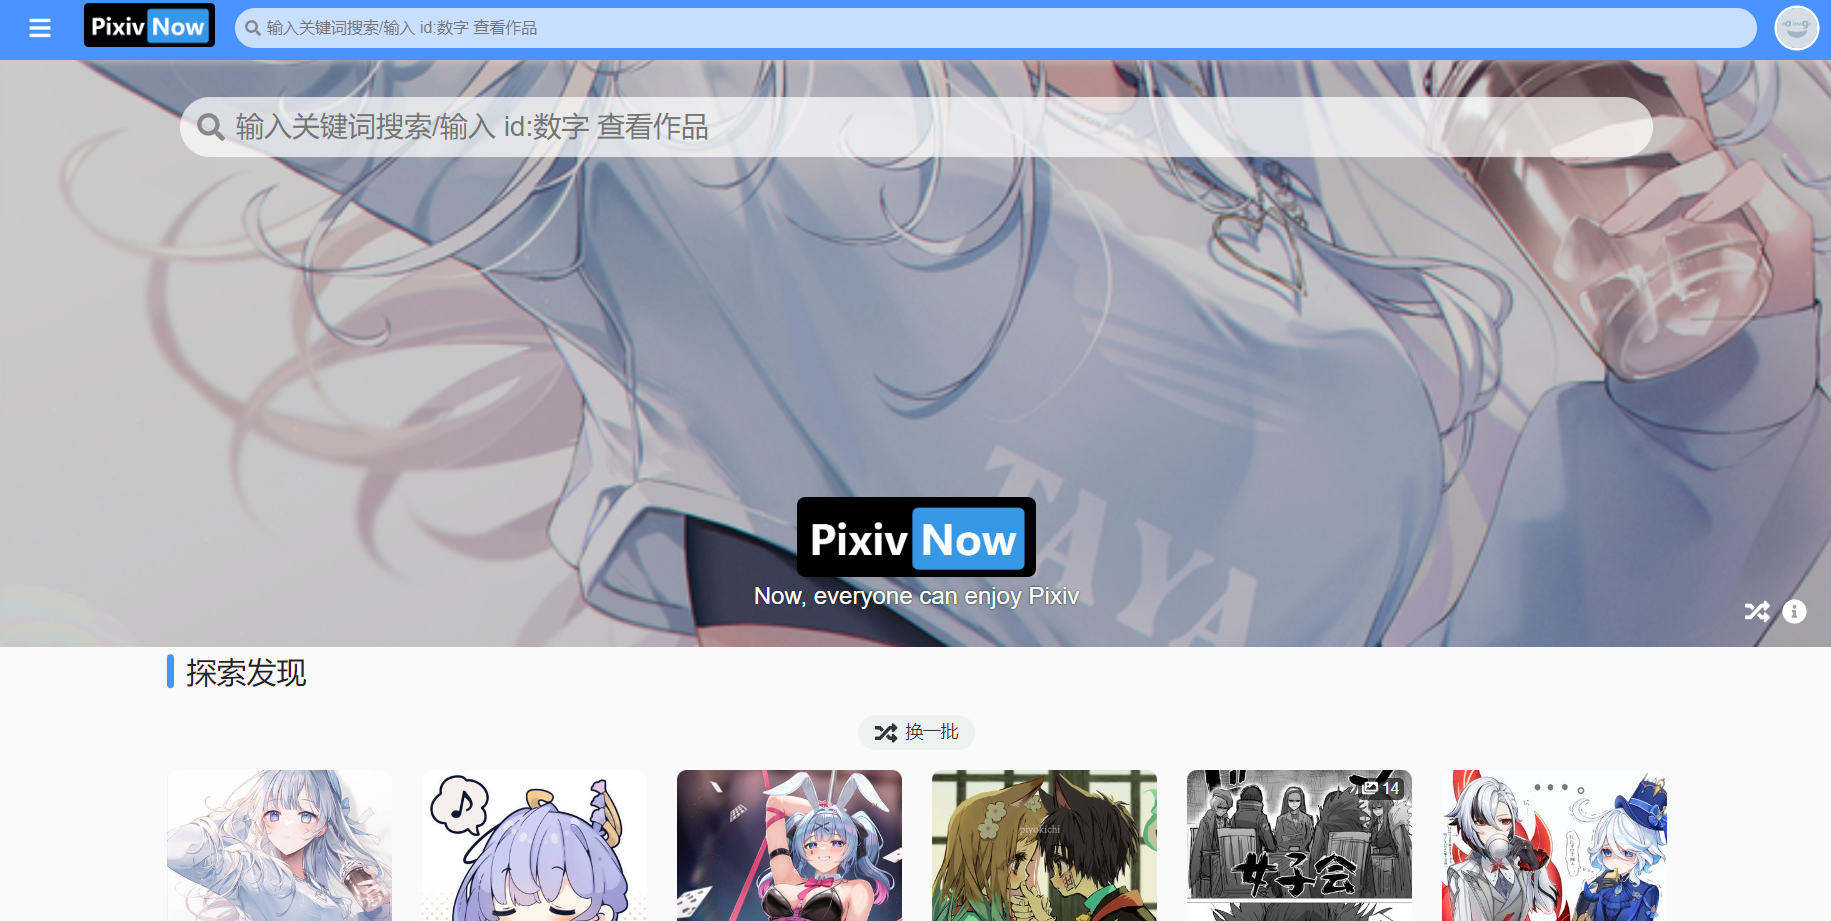 Pixiv Now
输入关键词搜索/输入 id:数字 查看作品
输入关键词搜索/输入 id:数字 查看作品
TAYA
Pixiv Now
Now, everyone can enjoy Pixiv
探索发现
换一批
piyokichi
14
女子会